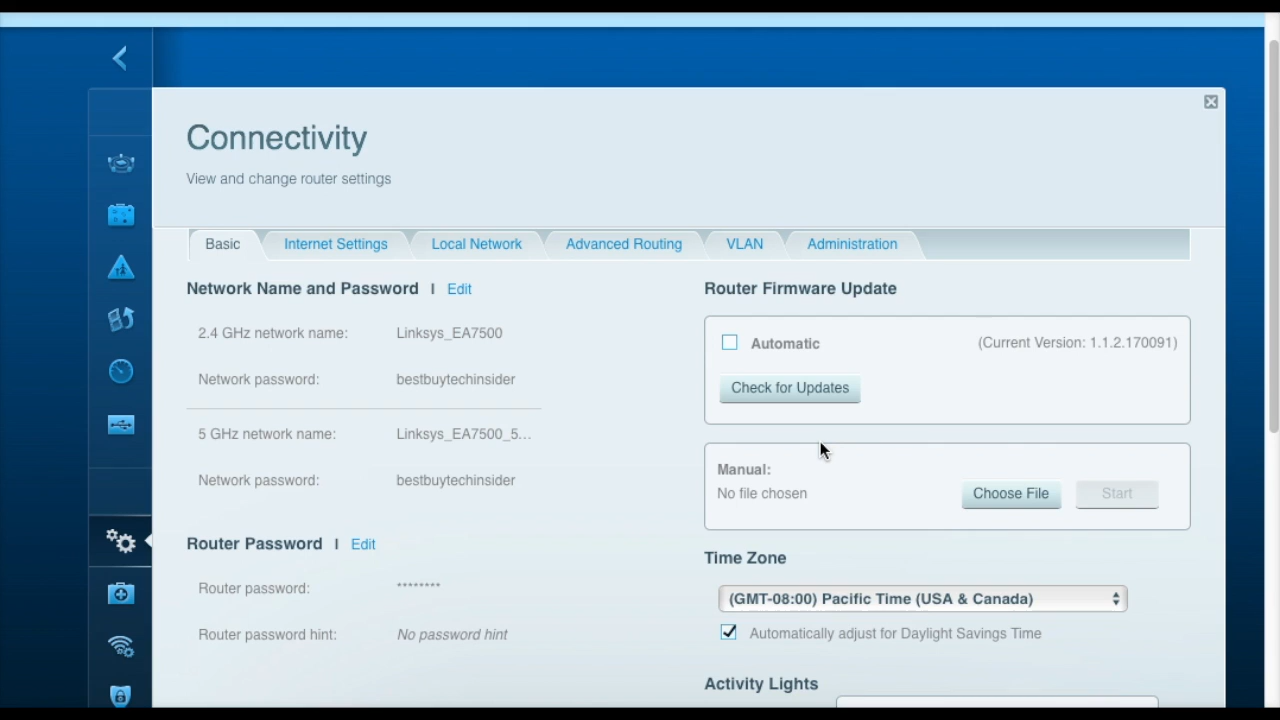 Connectivity
View and change router settings
Basic Internet Settings Local Network Advanced Routing VLAN Administration
Network Name and Password | Edit
2.4 GHz network name: Linksys_EA7500
Network password: bestbuytechinsider
5 GHz network name: Linksys_EA7500_5...
Network password: bestbuytechinsider
Router Password | Edit
Router password: ********
Router password hint: No password hint
Router Firmware Update
Automatic (Current Version: 1.1.2.170091)
Check for Updates
Manual:
No file chosen Choose File Start
Time Zone
(GMT-08:00) Pacific Time (USA & Canada)
Automatically adjust for Daylight Savings Time
Activity Lights